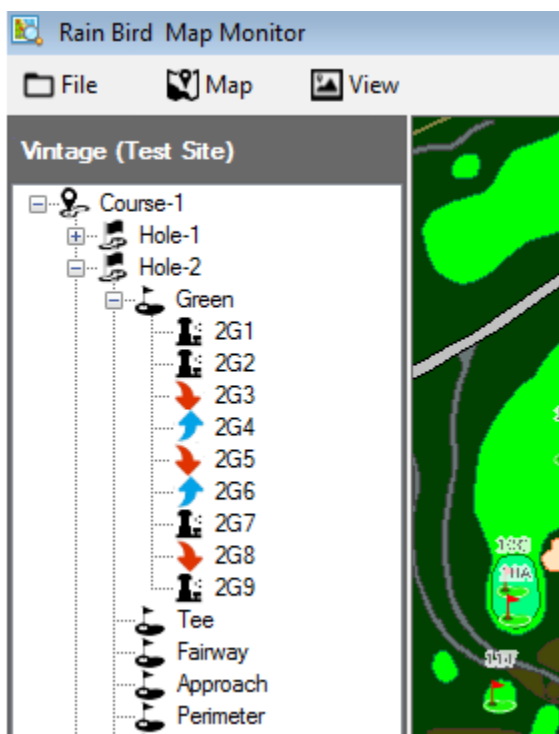 Rain Bird Map Monitor
File Map View
Vintage (Test Site)
Course-1
Hole-1
Hole-2
Green
2G1
2G2
2G3
2G4
2G5
2G6
2G7
2G8
2G9
Tee
Fairway
Approach
Perimeter
11T